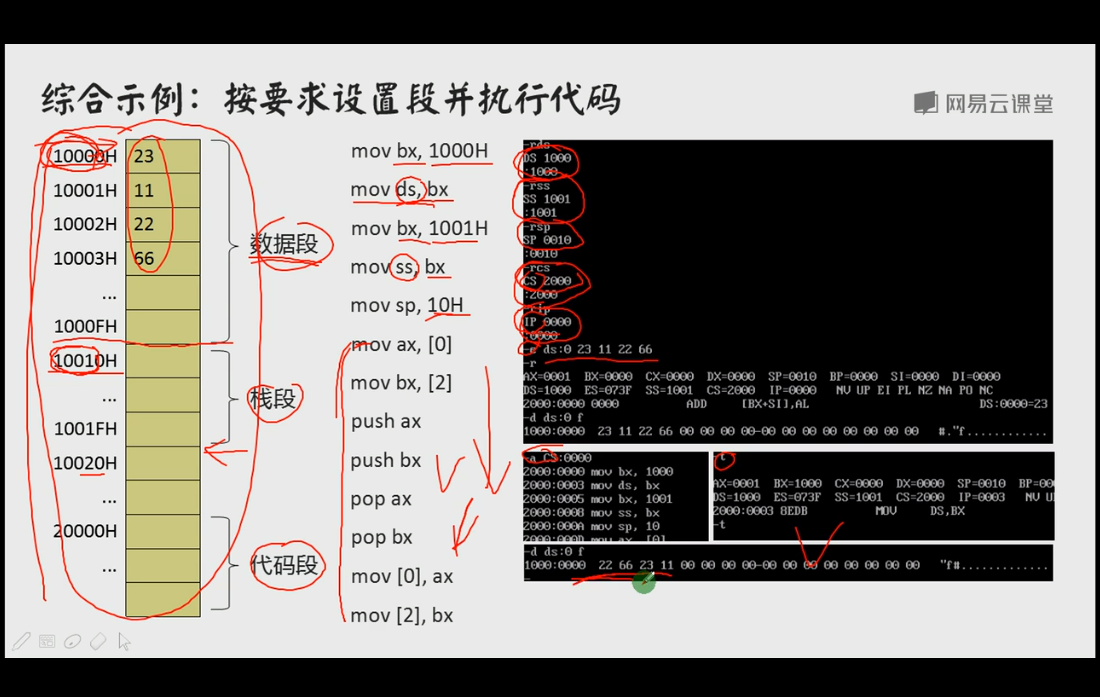 综合示例：按要求设置段并执行代码
网易云课堂
10000H 23
10001H 11
10002H 22
10003H 66
...
1000FH
10010H
...
1001FH
10020H
...
20000H
...
数据段
栈段
代码段
mov bx, 1000H
mov ds, bx
mov bx, 1001H
mov ss, bx
mov sp, 10H
mov ax, [0]
mov bx, [2]
push ax
push bx
pop ax
pop bx
mov [0], ax
mov [2], bx
-rds
DS 1000
:1000
-rss
SS 1001
:1001
-rsp
SP 0010
:0010
-rcs
CS 2000
:2000
-rip
IP 0000
:0000
-e ds:0 23 11 22 66
-r
AX=0001 BX=0000 CX=0000 DX=0000 SP=0010 BP=0000 SI=0000 DI=0000
DS=1000 ES=073F SS=1001 CS=2000 IP=0000 NV UP EI PL NZ NA PO NC
2000:0000 0000 ADD [BX+SI],AL DS:0000=23
-d ds:0 f
1000:0000 23 11 22 66 00 00 00 00-00 00 00 00 00 00 00 00 #."f............
-a CS:0000
2000:0000 mov bx, 1000
2000:0003 mov ds, bx
2000:0005 mov bx, 1001
2000:0008 mov ss, bx
2000:000A mov sp, 10
2000:000D mov ax, [0]
-t
AX=0001 BX=1000 CX=0000 DX=0000 SP=0010 BP=00
DS=1000 ES=073F SS=1001 CS=2000 IP=0003 NV U
2000:0003 8EDB MOV DS,BX
-t
-d ds:0 f
1000:0000 22 66 23 11 00 00 00 00-00 00 00 00 00 00 00 00 "f#.............